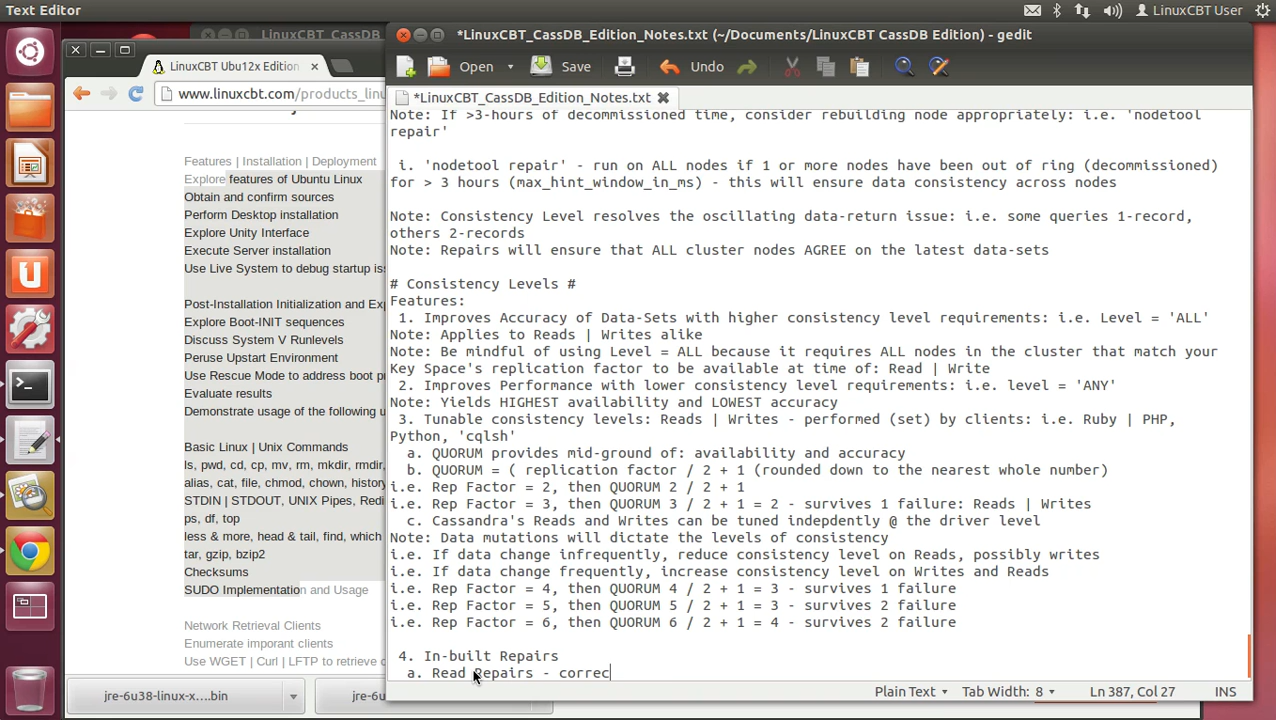 Text Editor
LinuxCBT User
LinuxCBT_CassDB
*LinuxCBT_CassDB_Edition_Notes.txt (~/Documents/LinuxCBT CassDB Edition) - gedit
LinuxCBT Ubu12x Edition
www.linuxcbt.com/products_linu
Features | Installation | Deployment
Explore features of Ubuntu Linux
Obtain and confirm sources
Perform Desktop installation
Explore Unity Interface
Execute Server installation
Use Live System to debug startup iss
Post-Installation Initialization and Exp
Explore Boot-INIT sequences
Discuss System V Runlevels
Peruse Upstart Environment
Use Rescue Mode to address boot pr
Evaluate results
Demonstrate usage of the following u
Basic Linux | Unix Commands
ls, pwd, cd, cp, mv, rm, mkdir, rmdir,
alias, cat, file, chmod, chown, history
STDIN | STDOUT, UNIX Pipes, Redi
ps, df, top
less & more, head & tail, find, which
tar, gzip, bzip2
Checksums
SUDO Implementation and Usage
Network Retrieval Clients
Enumerate imporant clients
Use WGET | Curl | LFTP to retrieve d
jre-6u38-linux-x....bin
jre-6u
Open
Save
Undo
*LinuxCBT_CassDB_Edition_Notes.txt
Note: If >3-hours of decommissioned time, consider rebuilding node appropriately: i.e. 'nodetool
repair'
i. 'nodetool repair' - run on ALL nodes if 1 or more nodes have been out of ring (decommissioned)
for > 3 hours (max_hint_window_in_ms) - this will ensure data consistency across nodes
Note: Consistency Level resolves the oscillating data-return issue: i.e. some queries 1-record,
others 2-records
Note: Repairs will ensure that ALL cluster nodes AGREE on the latest data-sets
# Consistency Levels #
Features:
1. Improves Accuracy of Data-Sets with higher consistency level requirements: i.e. Level = 'ALL'
Note: Applies to Reads | Writes alike
Note: Be mindful of using Level = ALL because it requires ALL nodes in the cluster that match your
Key Space's replication factor to be available at time of: Read | Write
2. Improves Performance with lower consistency level requirements: i.e. level = 'ANY'
Note: Yields HIGHEST availability and LOWEST accuracy
3. Tunable consistency levels: Reads | Writes - performed (set) by clients: i.e. Ruby | PHP,
Python, 'cqlsh'
a. QUORUM provides mid-ground of: availability and accuracy
b. QUORUM = ( replication factor / 2 + 1 (rounded down to the nearest whole number)
i.e. Rep Factor = 2, then QUORUM 2 / 2 + 1
i.e. Rep Factor = 3, then QUORUM 3 / 2 + 1 = 2 - survives 1 failure: Reads | Writes
c. Cassandra's Reads and Writes can be tuned indepdently @ the driver level
Note: Data mutations will dictate the levels of consistency
i.e. If data change infrequently, reduce consistency level on Reads, possibly writes
i.e. If data change frequently, increase consistency level on Writes and Reads
i.e. Rep Factor = 4, then QUORUM 4 / 2 + 1 = 3 - survives 1 failure
i.e. Rep Factor = 5, then QUORUM 5 / 2 + 1 = 3 - survives 2 failure
i.e. Rep Factor = 6, then QUORUM 6 / 2 + 1 = 4 - survives 2 failure
4. In-built Repairs
a. Read Repairs - correc
Plain Text
Tab Width: 8
Ln 387, Col 27
INS